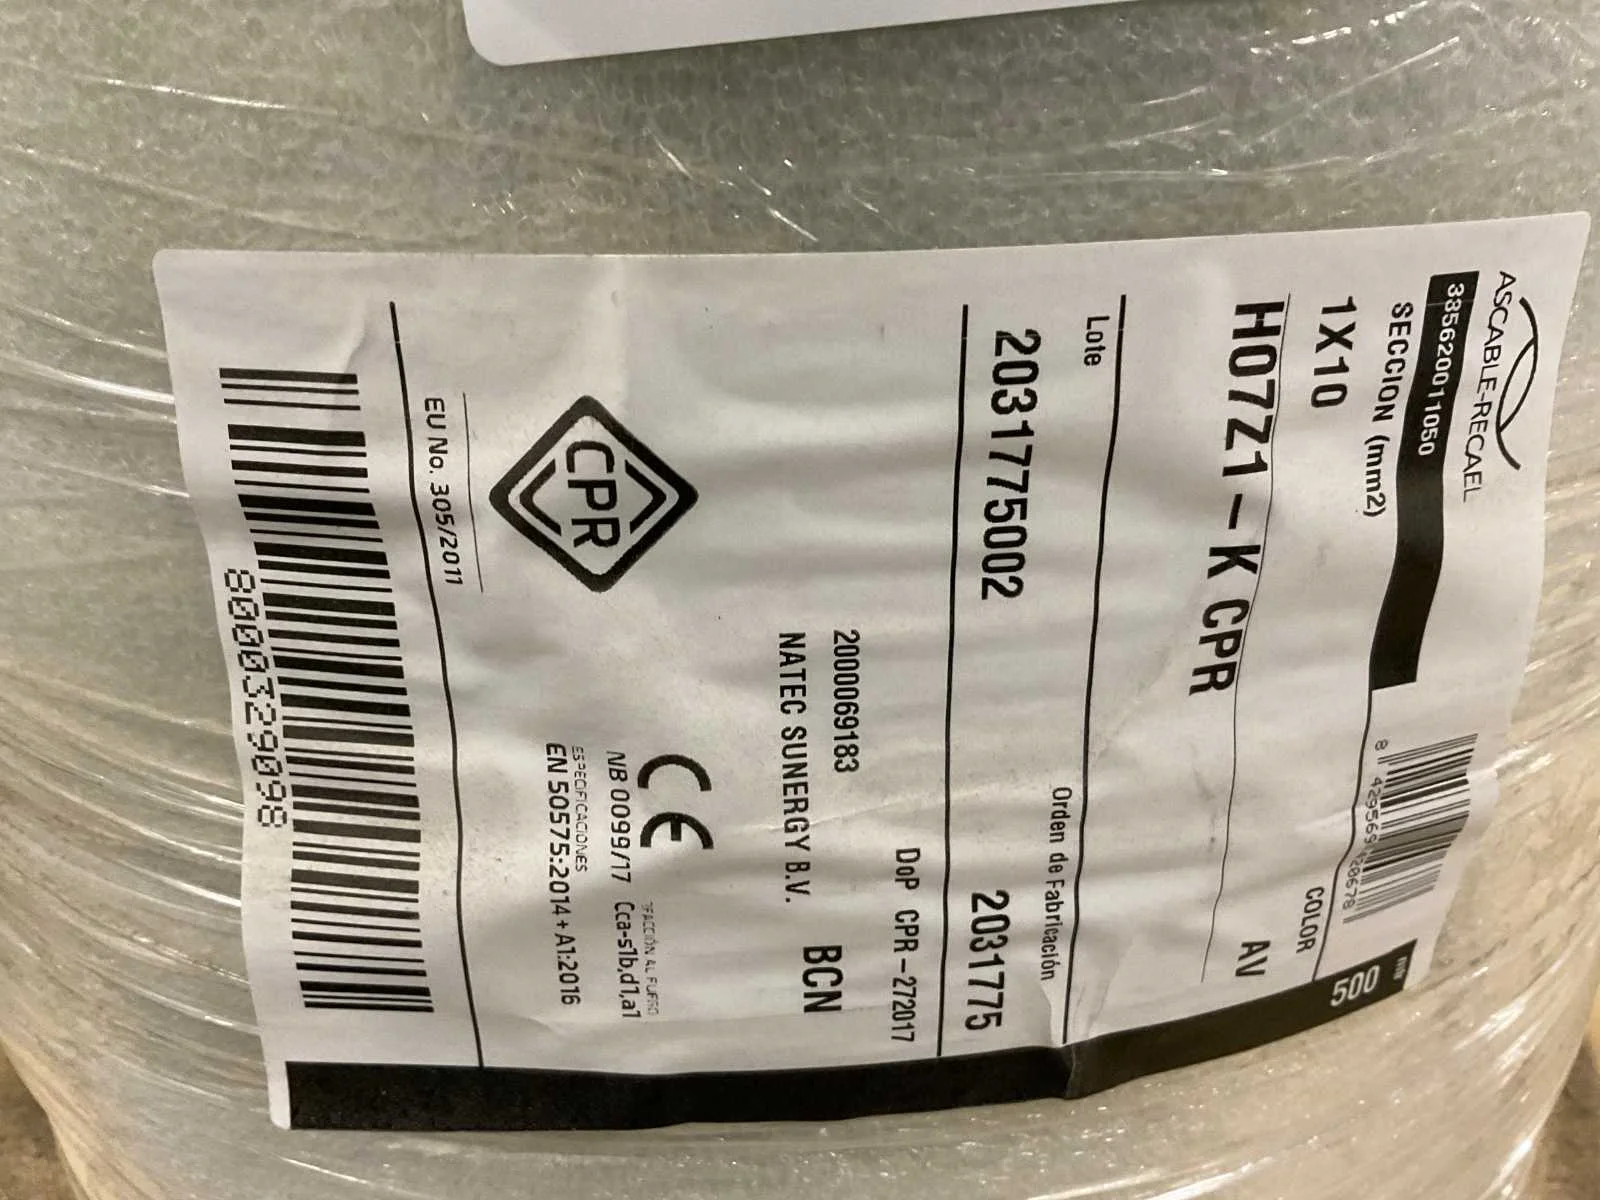 ASCABLE-RECAEL
385620011050
SECCION (mm2)
1X10
COLOR
mts
500
H07Z1-K CPR
AV
Lote
Orden de Fabricación
2031775002
2031775
DoP CPR-272017
2000069183
NATEC SUNERGY B.V.
BCN
CPR
CE
NB 0099/17
Cca-s1b,d1,a1
ESPECIFICACIONES
EN 50575:2014+A1:2016
EU No. 305/2011
8000329098